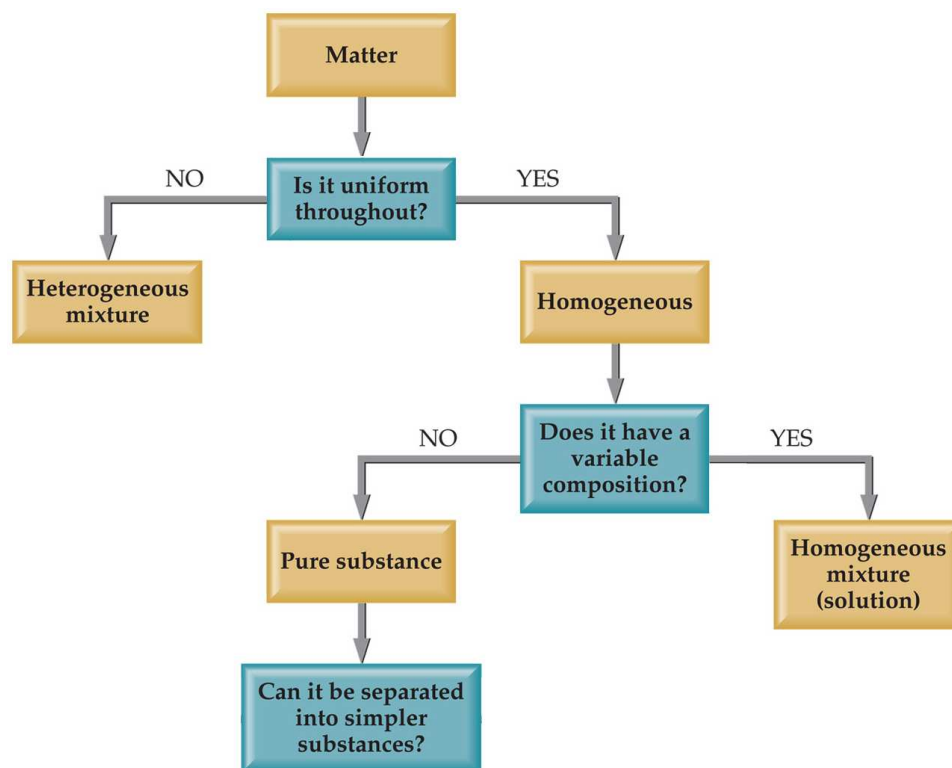 Matter
NO
Is it uniform
throughout?
YES
Heterogeneous
mixture
Homogeneous
NO
Does it have a
variable
composition?
YES
Pure substance
Homogeneous
mixture
(solution)
Can it be separated
into simpler
substances?